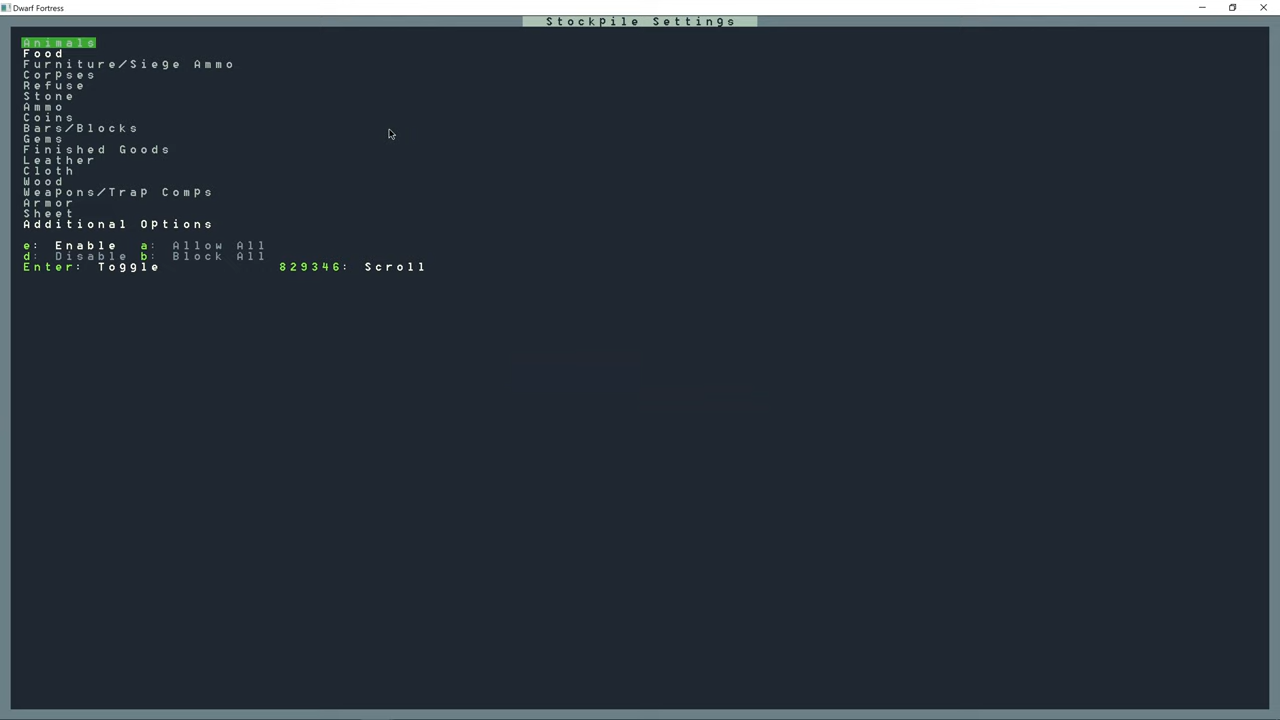 Dwarf Fortress
Stockpile Settings
Animals
Food
Furniture/Siege Ammo
Corpses
Refuse
Stone
Ammo
Coins
Bars/Blocks
Gems
Finished Goods
Leather
Cloth
Wood
Weapons/Trap Comps
Armor
Sheet
Additional Options
e: Enable a: Allow All
d: Disable b: Block All
Enter: Toggle 829346: Scroll